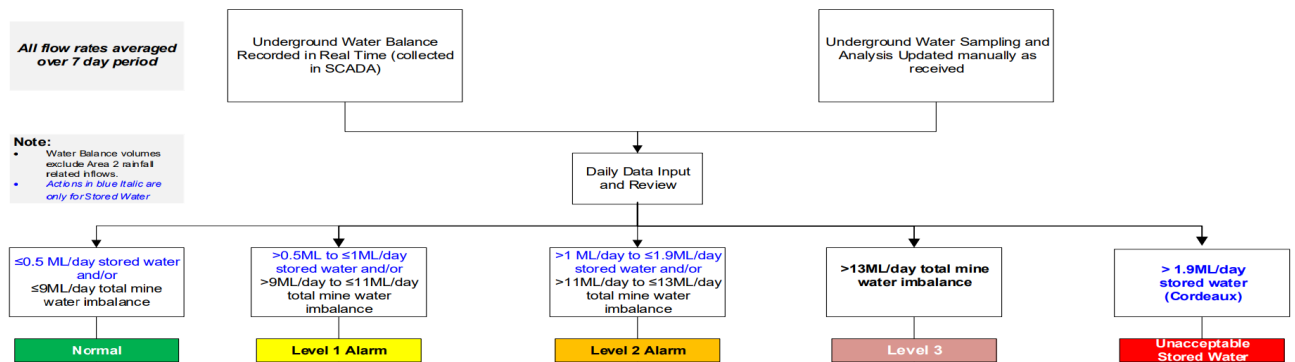 All flow rates averaged
over 7 day period
Underground Water Balance
Recorded in Real Time (collected
in SCADA)
Underground Water Sampling and
Analysis Updated manually as
received
Note:
• Water Balance volumes
exclude Area 2 rainfall
related inflows.
• Actions in blue Italic are
only for Stored Water
Daily Data Input
and Review
≤0.5 ML/day stored water
and/or
≤9ML/day total mine
water imbalance
>0.5ML to ≤1ML/day
stored water and/or
>9ML/day to ≤11ML/day
total mine water
imbalance
>1 ML/day to ≤1.9ML/day
stored water and/or
>11ML/day to ≤13ML/day
total mine water
imbalance
>13ML/day total mine
water imbalance
> 1.9ML/day
stored water
(Cordeaux)
Normal
Level 1 Alarm
Level 2 Alarm
Level 3
Unacceptable
Stored Water